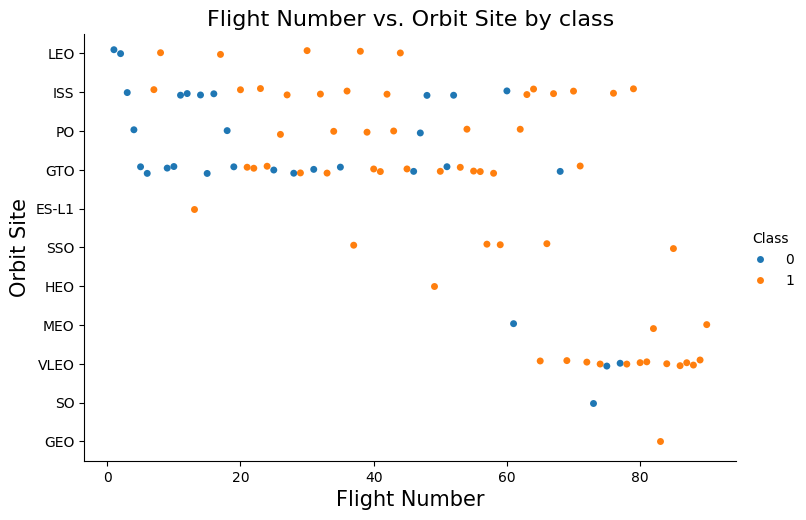 Flight Number vs. Orbit Site by class
Orbit Site
LEO
ISS
PO
GTO
ES-L1
SSO
HEO
MEO
VLEO
SO
GEO
0 20 40 60 80
Flight Number
Class
0
1